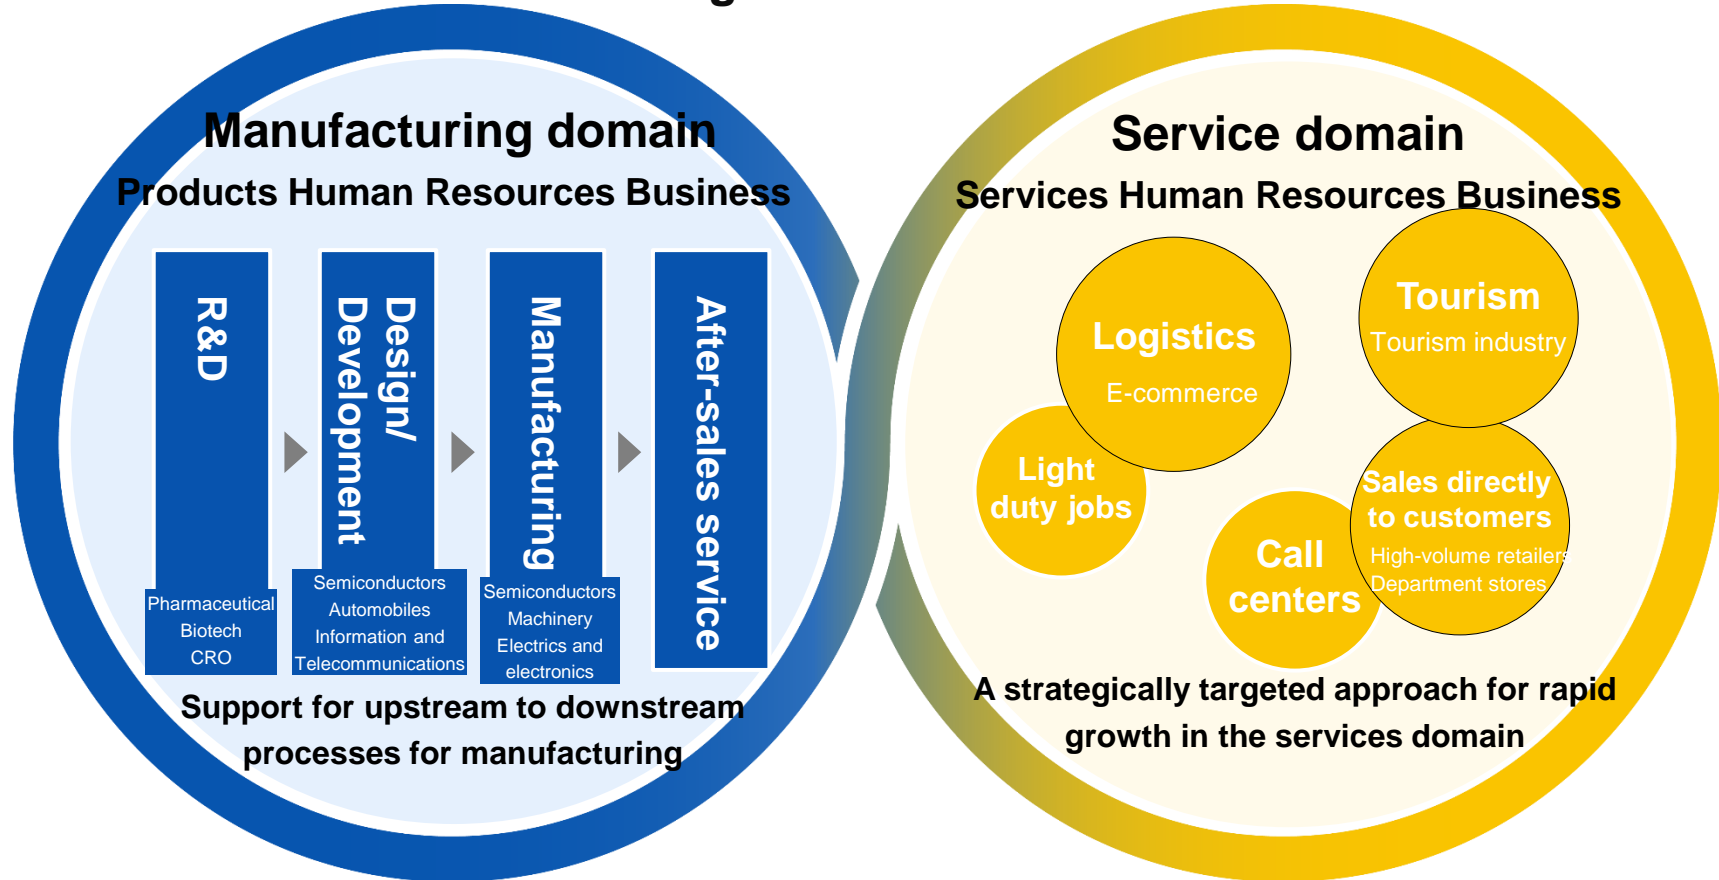 Manufacturing domain
Products Human Resources Business
R&D
Pharmaceutical
Biotech
CRO
Design/
Development
Semiconductors
Automobiles
Information and
Telecommunications
Manufacturing
Semiconductors
Machinery
Electrics and
electronics
After-sales service
Support for upstream to downstream
processes for manufacturing
Service domain
Services Human Resources Business
Logistics
E-commerce
Tourism
Tourism industry
Light
duty jobs
Call
centers
Sales directly
to customers
High-volume retailers
Department stores
A strategically targeted approach for rapid
growth in the services domain